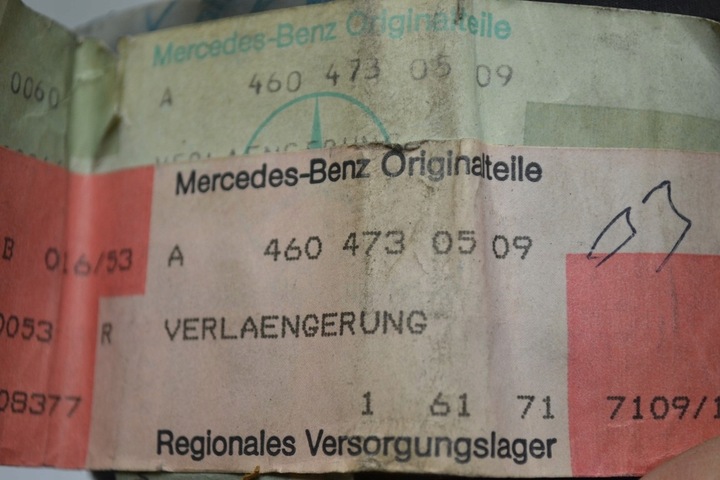 Mercedes-Benz Originalteile
0060 A 460 473 05 09
VERLAENGERUNG
Mercedes-Benz Originalteile
B 016/53 A 460 473 05 09
0053 R VERLAENGERUNG
08377 1 61 71 7109/1
Regionales Versorgungslager